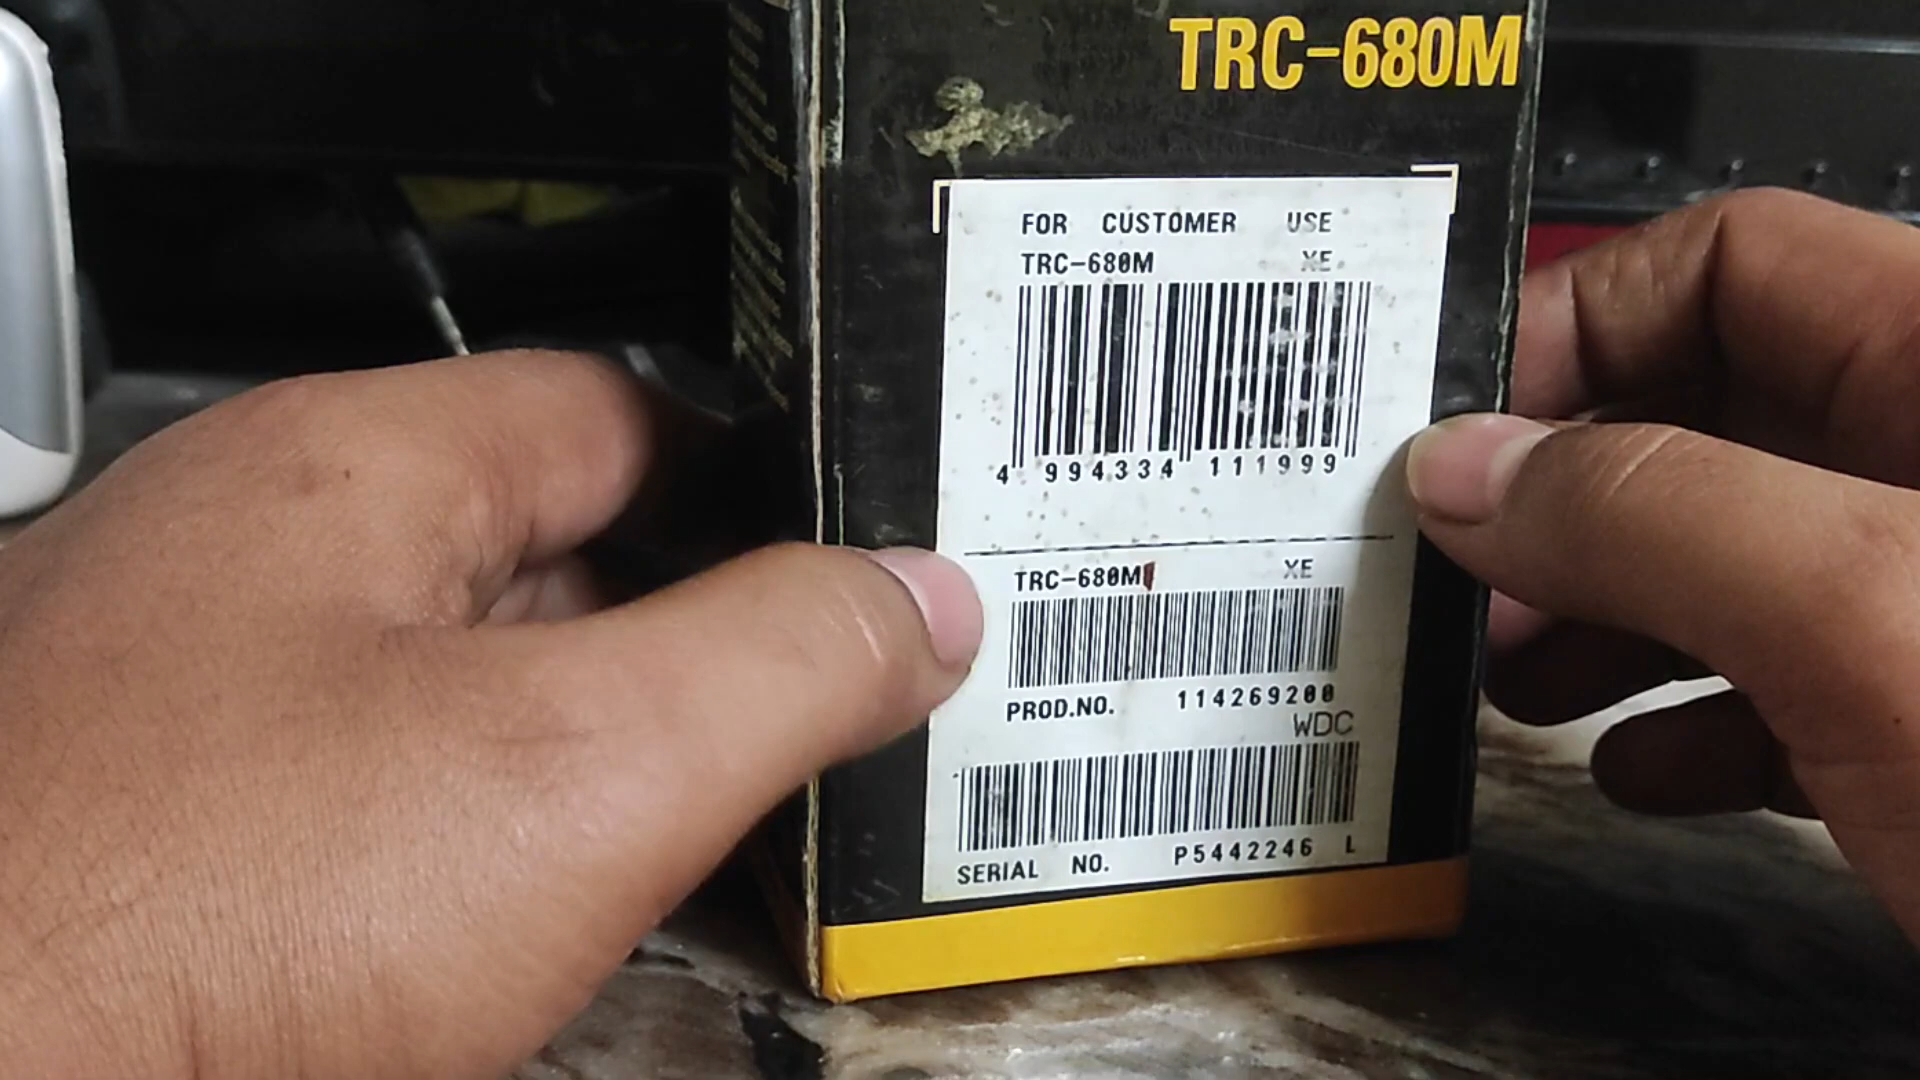 TRC-680M
FOR CUSTOMER USE
TRC-680M XE
4 994334 111999
TRC-680M XE
PROD.NO. 114269200
WDC
SERIAL NO. P5442246 L